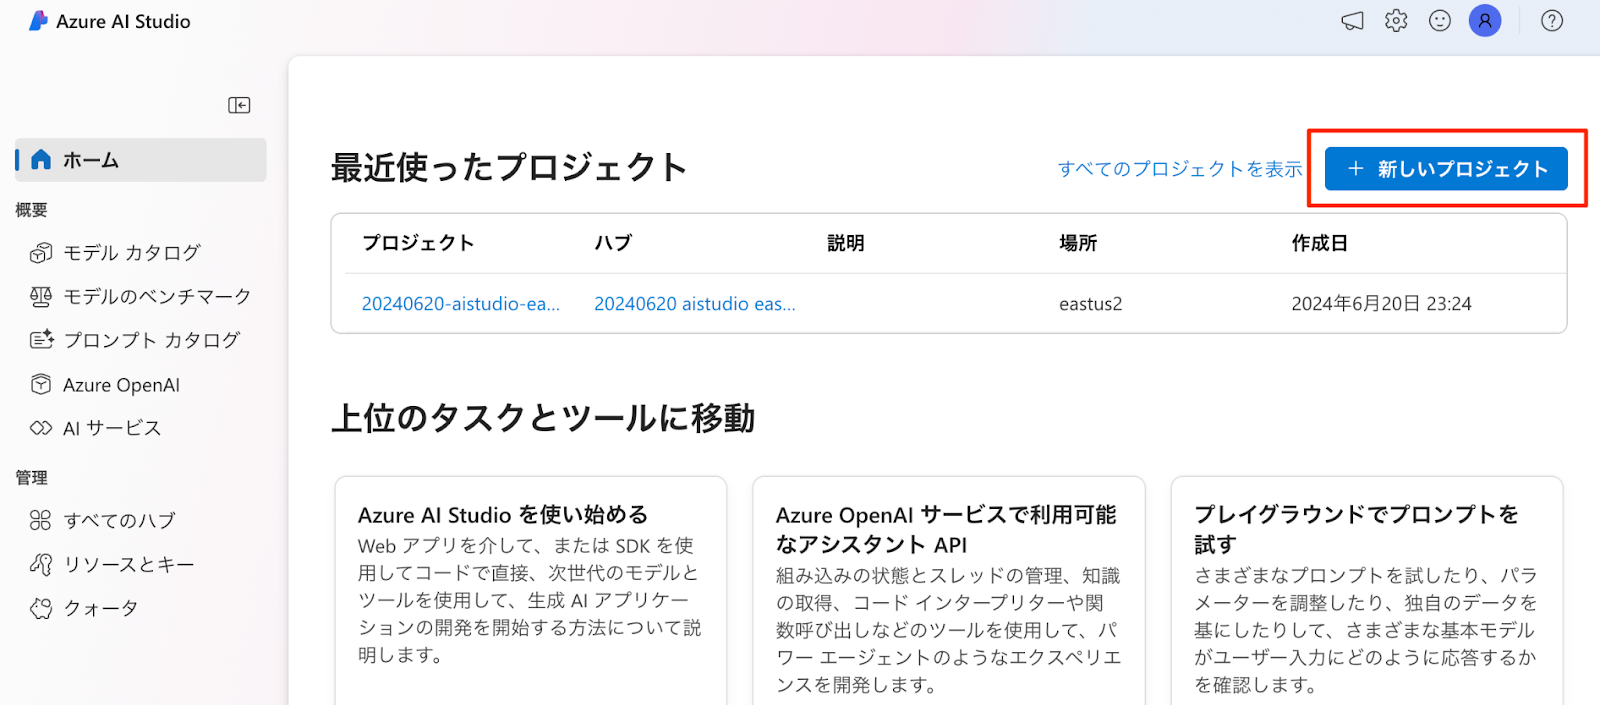 Azure AI Studio
ホーム
概要
モデル カタログ
モデルのベンチマーク
プロンプト カタログ
Azure OpenAI
AI サービス
管理
すべてのハブ
リソースとキー
クォータ
最近使ったプロジェクト
すべてのプロジェクトを表示
＋ 新しいプロジェクト
プロジェクト ハブ 説明 場所 作成日
20240620-aistudio-ea... 20240620 aistudio eas... eastus2 2024年6月20日 23:24
上位のタスクとツールに移動
Azure AI Studio を使い始める
Web アプリを介して、または SDK を使
用してコードで直接、次世代のモデルと
ツールを使用して、生成 AI アプリケー
ションの開発を開始する方法について説
明します。
Azure OpenAI サービスで利用可能
なアシスタント API
組み込みの状態とスレッドの管理、知識
の取得、コード インタープリターや関
数呼び出しなどのツールを使用して、パ
ワー エージェントのようなエクスペリエ
ンスを開発します。
プレイグラウンドでプロンプトを
試す
さまざまなプロンプトを試したり、パラ
メーターを調整したり、独自のデータを
基にしたりして、さまざまな基本モデル
がユーザー入力にどのように応答するか
を確認します。